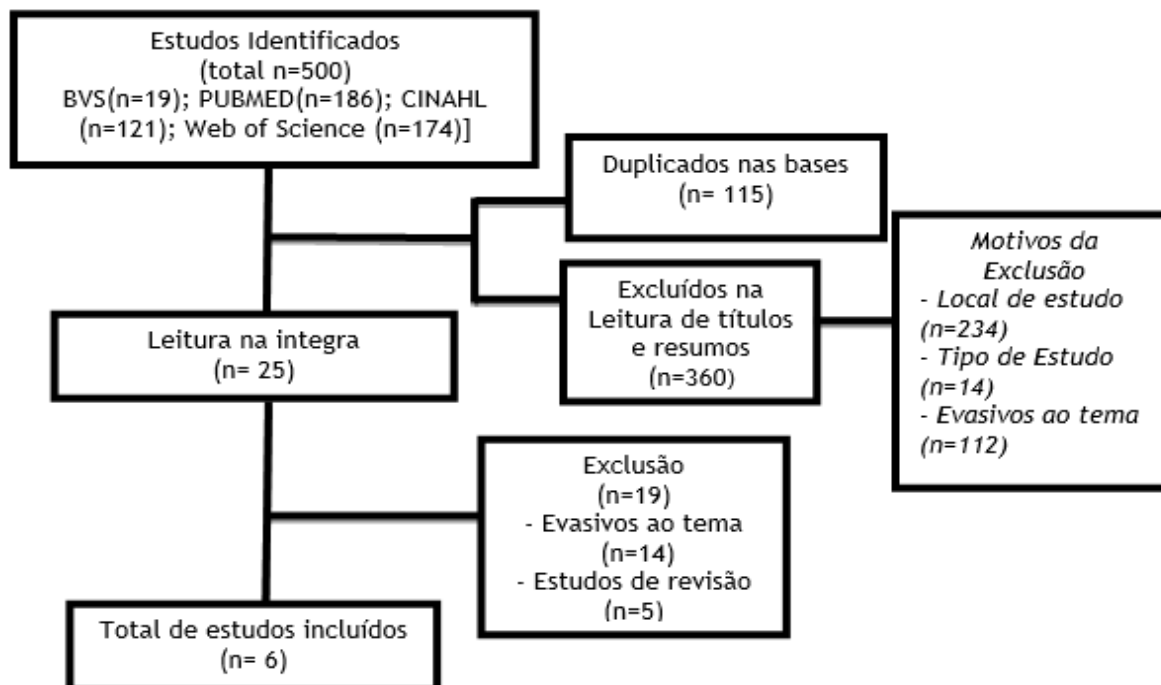 Estudos Identificados
(total n=500)
BVS(n=19); PUBMED(n=186); CINAHL
(n=121); Web of Science (n=174)]
Duplicados nas bases
(n= 115)
Excluídos na
Leitura de títulos
e resumos
(n=360)
Motivos da
Exclusão
- Local de estudo
(n=234)
- Tipo de Estudo
(n=14)
- Evasivos ao tema
(n=112)
Leitura na integra
(n= 25)
Exclusão
(n=19)
- Evasivos ao tema
(n=14)
- Estudos de revisão
(n=5)
Total de estudos incluídos
(n= 6)